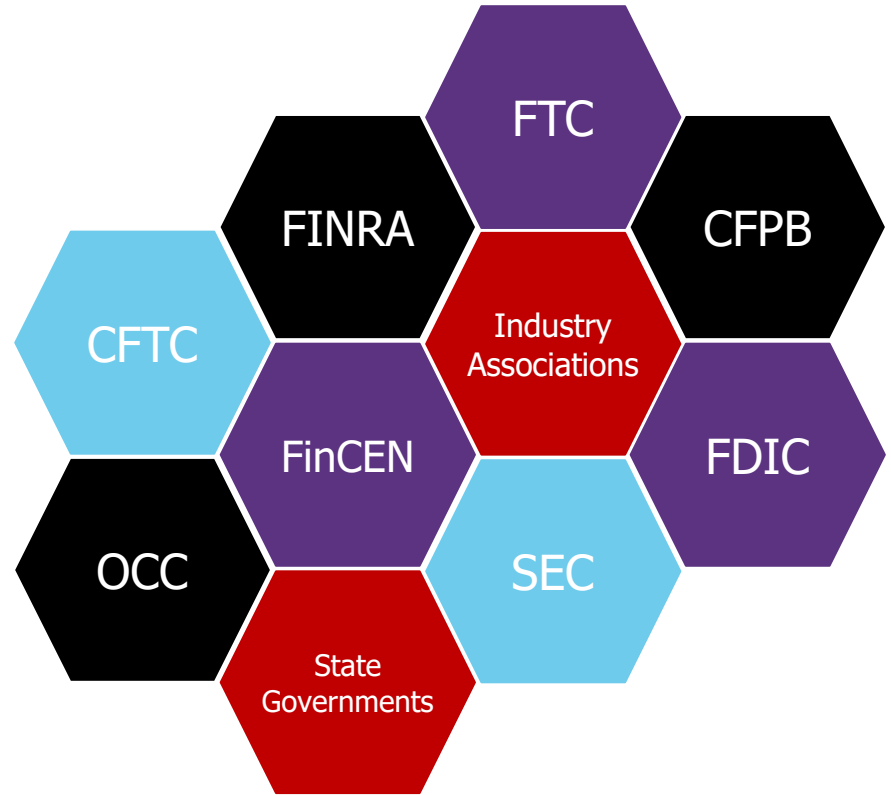 FTC
FINRA
CFPB
Industry
Associations
CFTC
FinCEN
FDIC
OCC
SEC
State
Governments